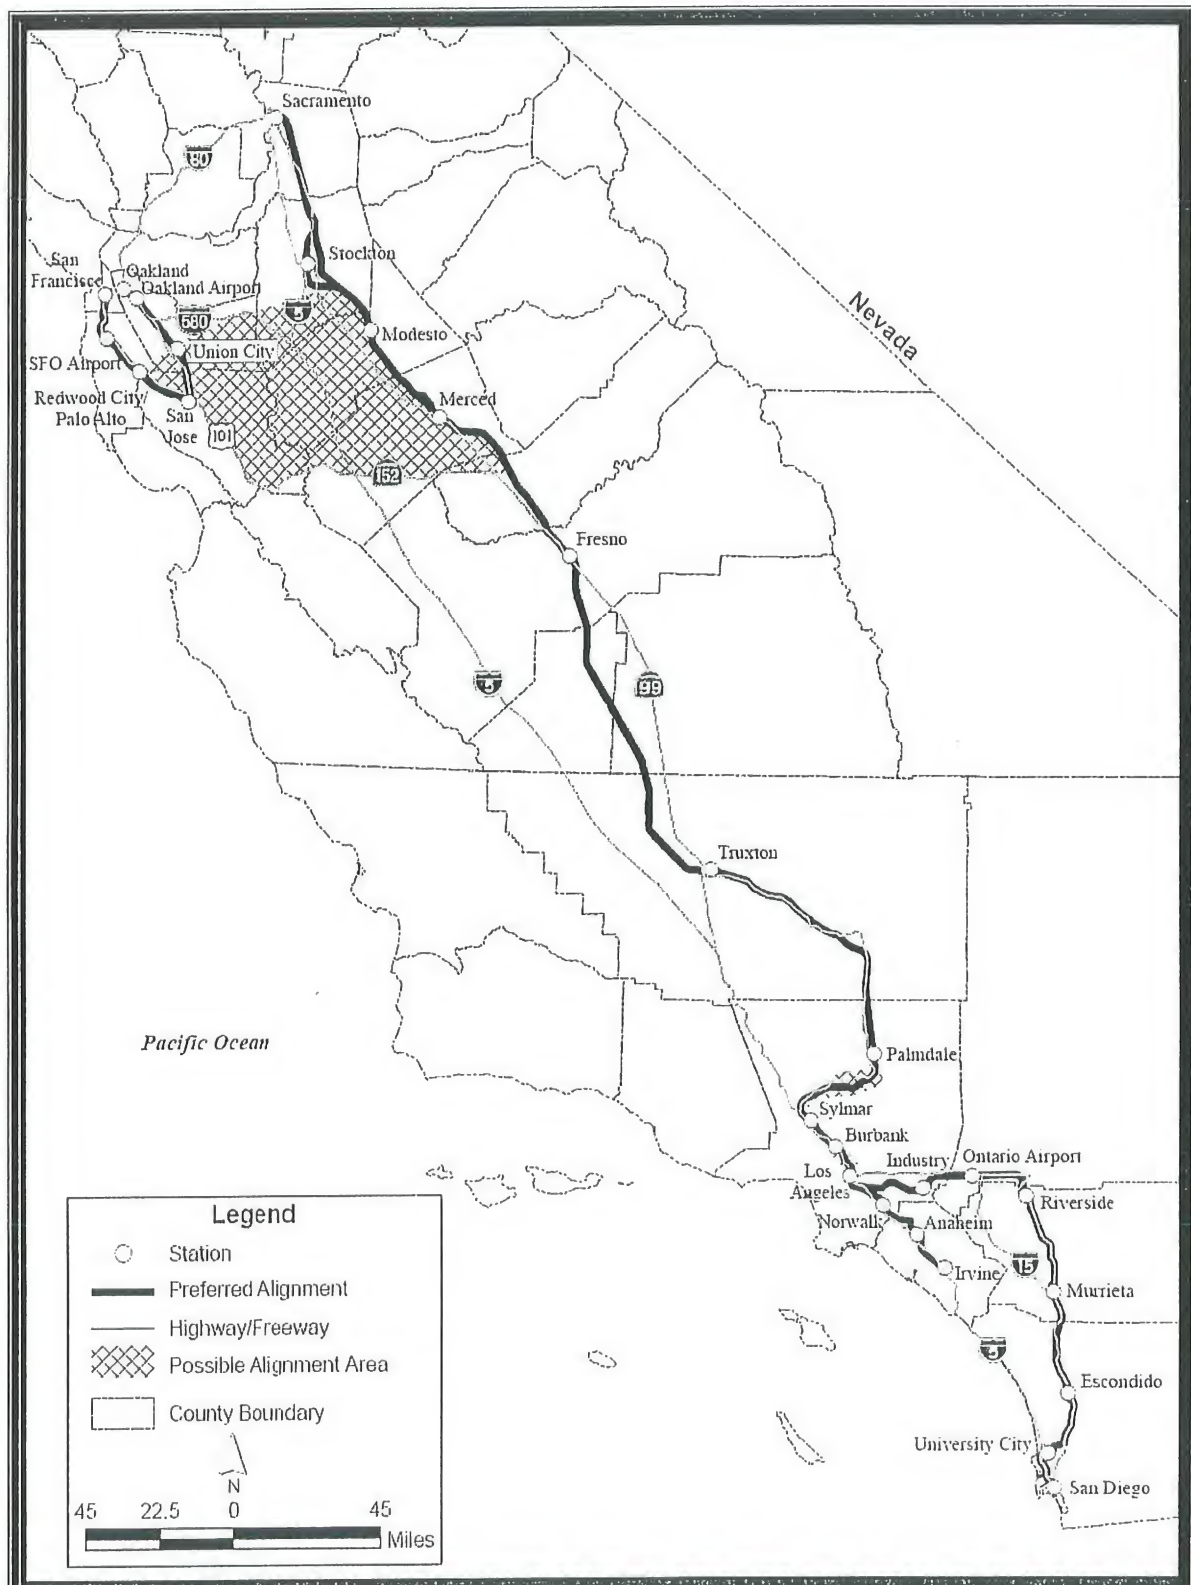 Sacramento
80
Stockton
San
Francisco
Oakland
Oakland Airport
5
580
Nevada
Modesto
Union City
SFO Airport
Redwood City/
Palo Alto
San
Jose
101
Merced
152
Fresno
5
99
Truxton
Pacific Ocean
Palmdale
Sylmar
Burbank
Industry
Ontario Airport
Los
Angeles
Riverside
Norwalk
Anaheim
Irvine
15
Murrieta
5
Escondido
University City
San Diego
Legend
Station
Preferred Alignment
Highway/Freeway
Possible Alignment Area
County Boundary
N
45 22.5 0 45
Miles